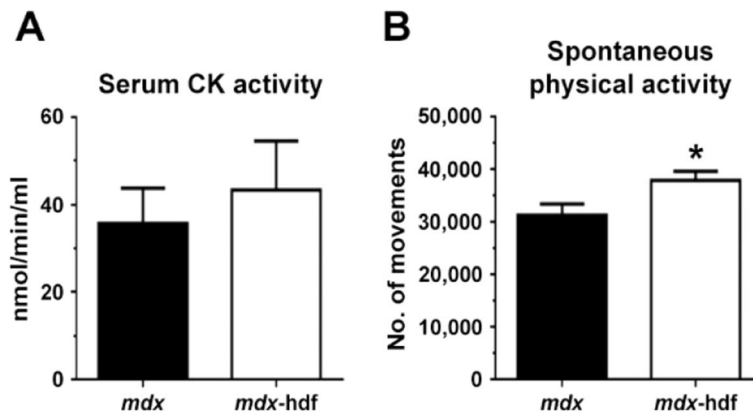 A
Serum CK activity
nmol/min/ml
60
40
20
0
mdx
mdx-hdf
B
Spontaneous
physical activity
No. of movements
50,000
40,000
30,000
20,000
10,000
0
*
mdx
mdx-hdf